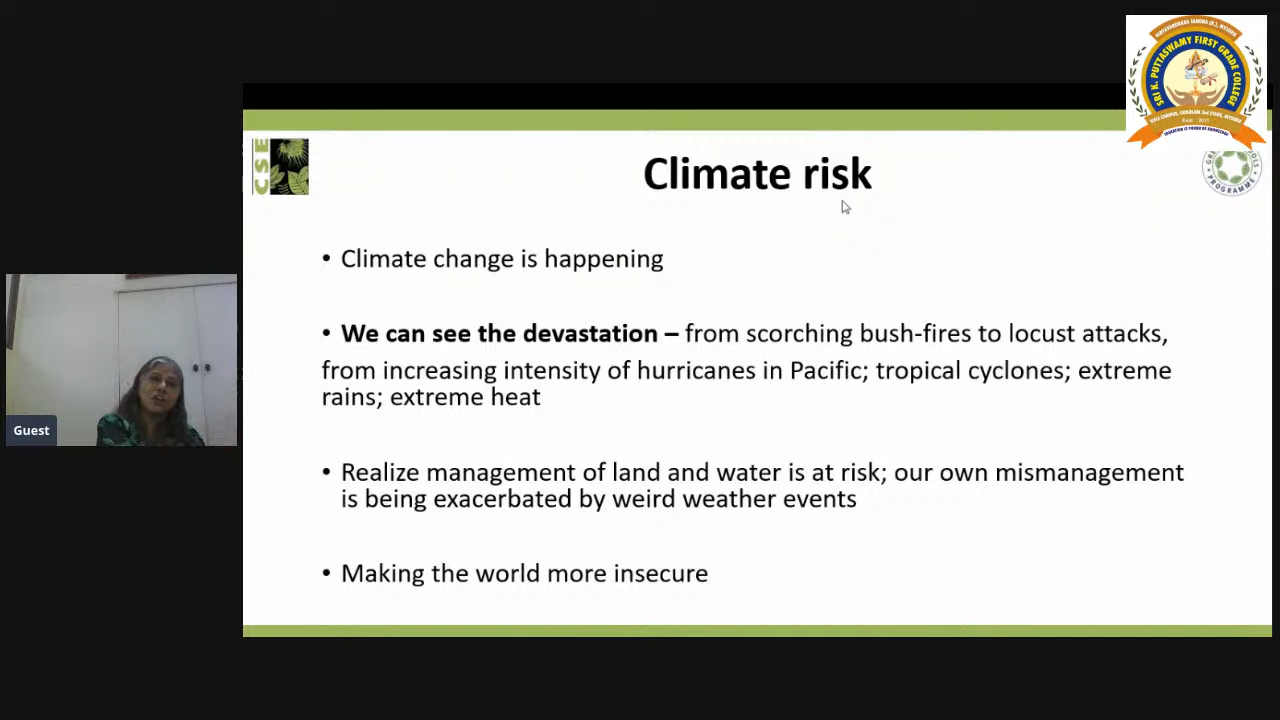 SRI K. PUTTASWAMY FIRST GRADE COLLEGE
CSE
PROGRAMME
Climate risk
• Climate change is happening
• We can see the devastation – from scorching bush-fires to locust attacks,
from increasing intensity of hurricanes in Pacific; tropical cyclones; extreme
rains; extreme heat
Guest
• Realize management of land and water is at risk; our own mismanagement
is being exacerbated by weird weather events
• Making the world more insecure